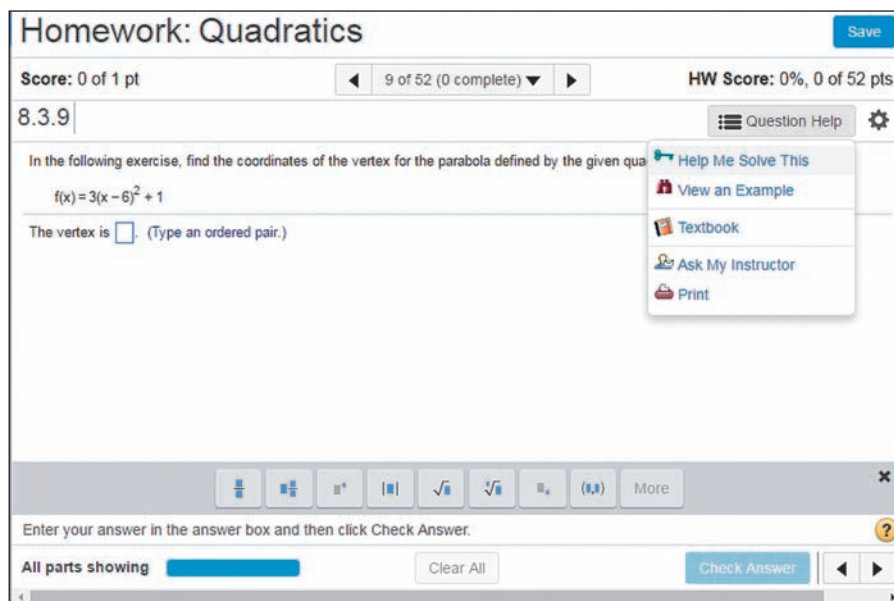 Homework: Quadratics
Save
Score: 0 of 1 pt
9 of 52 (0 complete)
HW Score: 0%, 0 of 52 pts
8.3.9
Question Help
In the following exercise, find the coordinates of the vertex for the parabola defined by the given qua
Help Me Solve This
f(x) = 3(x – 6)² + 1
View an Example
The vertex is . (Type an ordered pair.)
Textbook
Ask My Instructor
Print
More
Enter your answer in the answer box and then click Check Answer.
?
All parts showing
Clear All
Check Answer